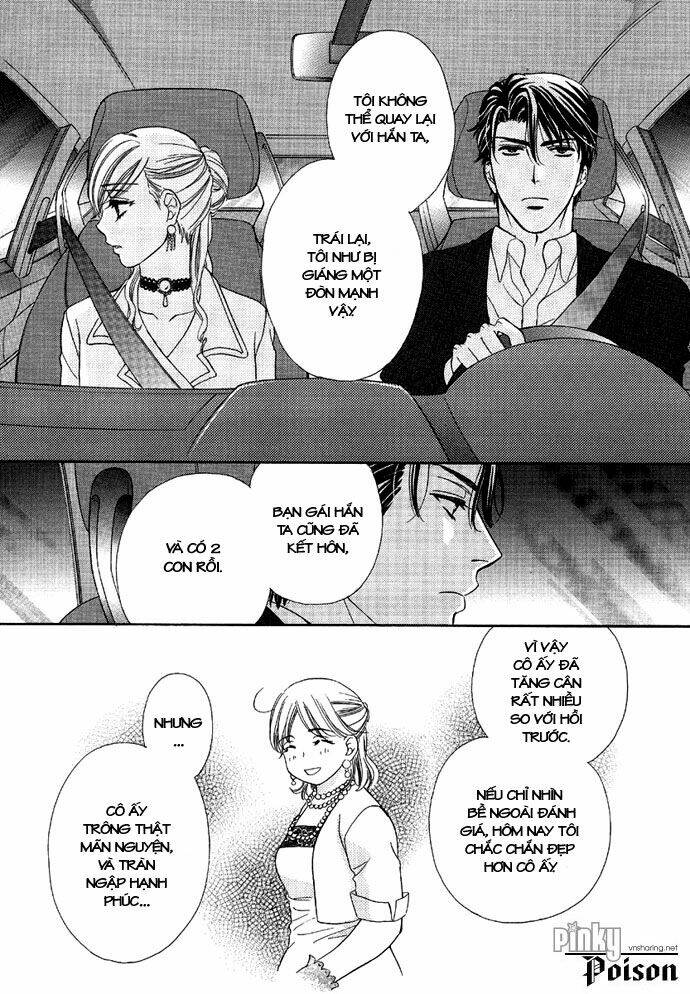 TÔI KHÔNG
THỂ QUAY LẠI
VỚI HẮN TA,
TRÁI LẠI,
TÔI NHƯ BỊ
GIÁNG MỘT
ĐÒN MẠNH
VẬY.
BẠN GÁI HẮN
TA CŨNG ĐÃ
KẾT HÔN,
VÀ CÓ 2
CON RỒI.
VÌ VẬY
CÔ ẤY ĐÃ
TĂNG CÂN
RẤT NHIỀU
SO VỚI HỒI
TRƯỚC.
NẾU CHỈ NHÌN
BỀ NGOÀI ĐÁNH
GIÁ, HÔM NAY TÔI
CHẮC CHẮN ĐẸP
HƠN CÔ ẤY.
NHƯNG
...
CÔ ẤY
TRÔNG THẬT
MÃN NGUYỆN,
VÀ TRÀN
NGẬP HẠNH
PHÚC...
pinky
vnsharing.net
Poison